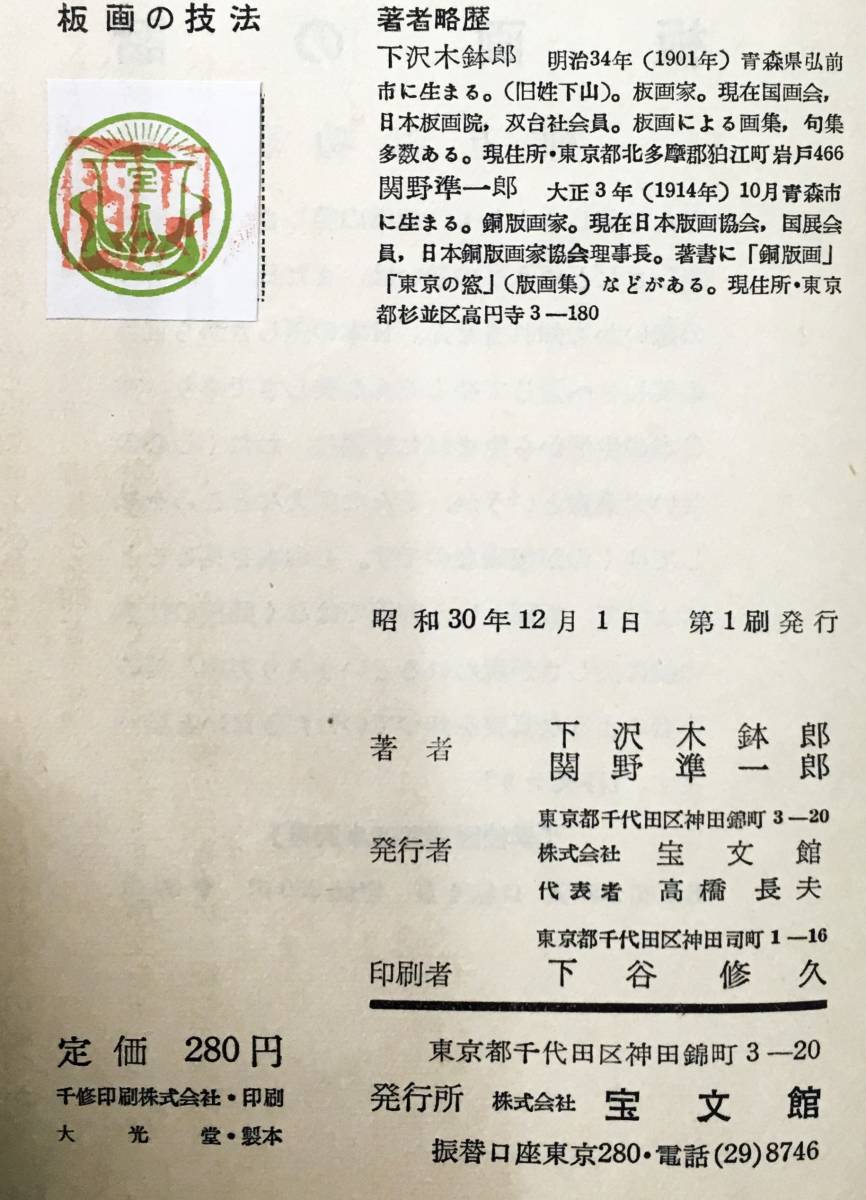 板画の技法
室
著者略歴
下沢木鉢郎 明治34年（1901年）青森県弘前
市に生まる。（旧姓下山）。板画家。現在国画会，
日本板画院，双台社会員。板画による画集，句集
多数ある。現住所・東京都北多摩郡狛江町岩戸466
関野準一郎 大正3年（1914年）10月青森市
に生まる。銅版画家。現在日本版画協会，国展会
員，日本銅版画家協会理事長。著書に「銅版画」
「東京の窓」（版画集）などがある。現住所・東京
都杉並区高円寺3—180
昭和30年12月1日 第1刷発行
著者 下沢木鉢郎
関野準一郎
東京都千代田区神田錦町3—20
発行者 株式会社 宝文館
代表者 高橋長夫
東京都千代田区神田司町1—16
印刷者 下谷修久
定価 280円
千修印刷株式会社・印刷
大光堂・製本
東京都千代田区神田錦町3—20
発行所 株式会社 宝文館
振替口座東京280・電話(29)8746